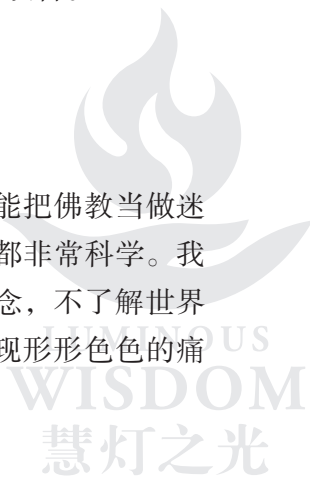 能把佛教当做迷
都非常科学。我
念，不了解世界
现形形色色的痛
LUMINOUS
WISDOM
慧灯之光